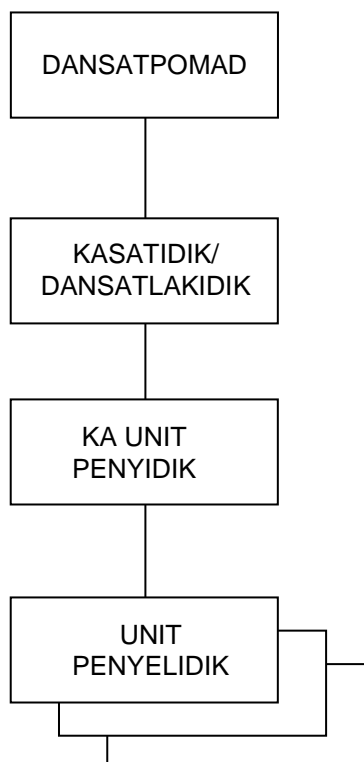 DANSATPOMAD
KASATIDIK/
DANSATLAKIDIK
KA UNIT
PENYIDIK
UNIT
PENYELIDIK